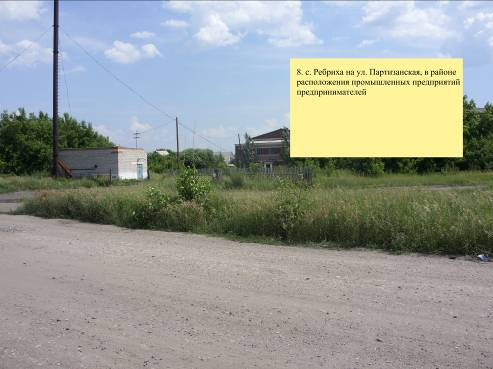 8. с. Ребриха на ул. Партизанская, в районе
расположения промышленных предприятий
предпринимателей